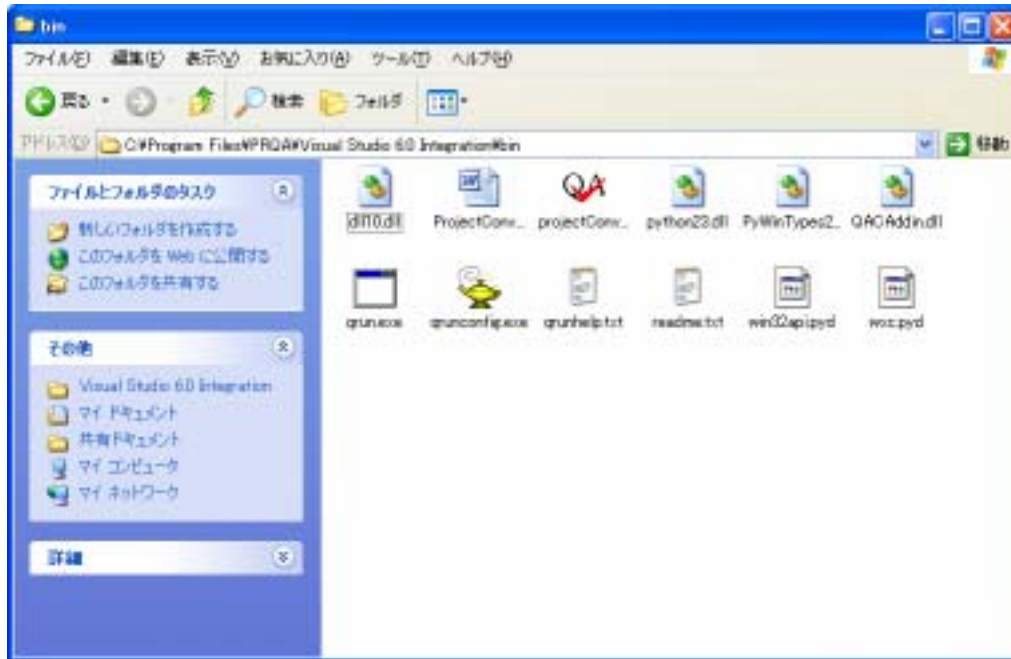 bin
ファイル(F) 編集(E) 表示(V) お気に入り(A) ツール(T) ヘルプ(H)
戻る 検索 フォルダ
アドレス(D) C:¥Program Files¥PRQA¥Visual Studio 6.0 Integration¥bin 移動
ファイルとフォルダのタスク
新しいフォルダを作成する
このフォルダを Web に公開する
このフォルダを共有する
その他
Visual Studio 6.0 Integration
マイ ドキュメント
共有ドキュメント
マイ コンピュータ
マイ ネットワーク
詳細
dll10.dll ProjectConv... projectConv... python23.dll PyWinTypes2... QACAddin.dll
qrun.exe qrunconfig.exe qrunhelp.txt readme.txt win32api.pyd